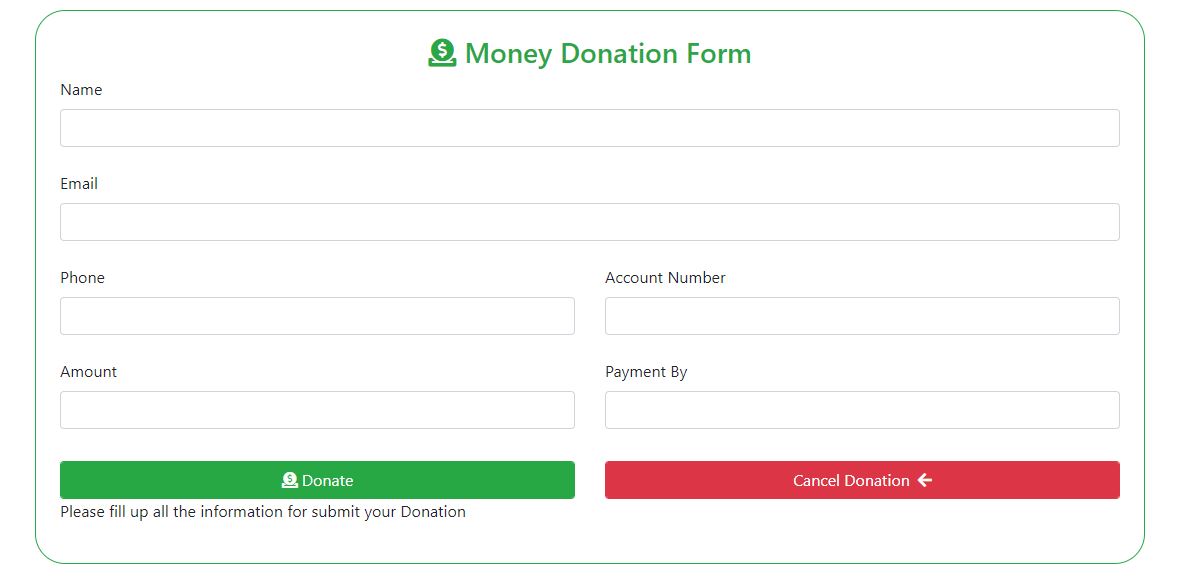 Money Donation Form
Name
Email
Phone
Account Number
Amount
Payment By
Donate
Cancel Donation
Please fill up all the information for submit your Donation